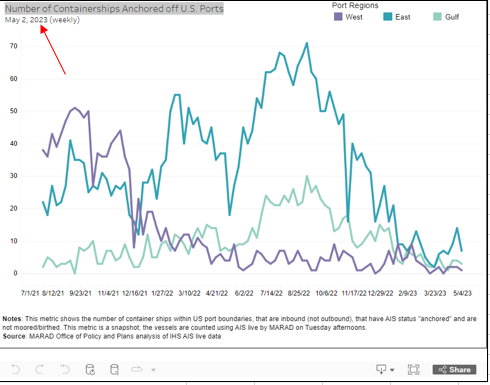 Number of Containerships Anchored off U.S. Ports
May 2, 2023 (weekly)
Port Regions
West East Gulf
70
60
50
40
30
20
10
0
7/1/21 8/12/21 9/23/21 11/4/21 12/16/21 1/27/22 3/10/22 4/21/22 6/2/22 7/14/22 8/25/22 10/6/22 11/17/22 12/29/22 2/9/23 3/23/23 5/4/23
Notes: This metric shows the number of container ships within US port boundaries, that are inbound (not outbound), that have AIS status "anchored" and are
not moored/birthed. This metric is a snapshot; the vessels are counted using AIS live by MARAD on Tuesday afternoons.
Source: MARAD Office of Policy and Plans analysis of IHS AIS live data
Share